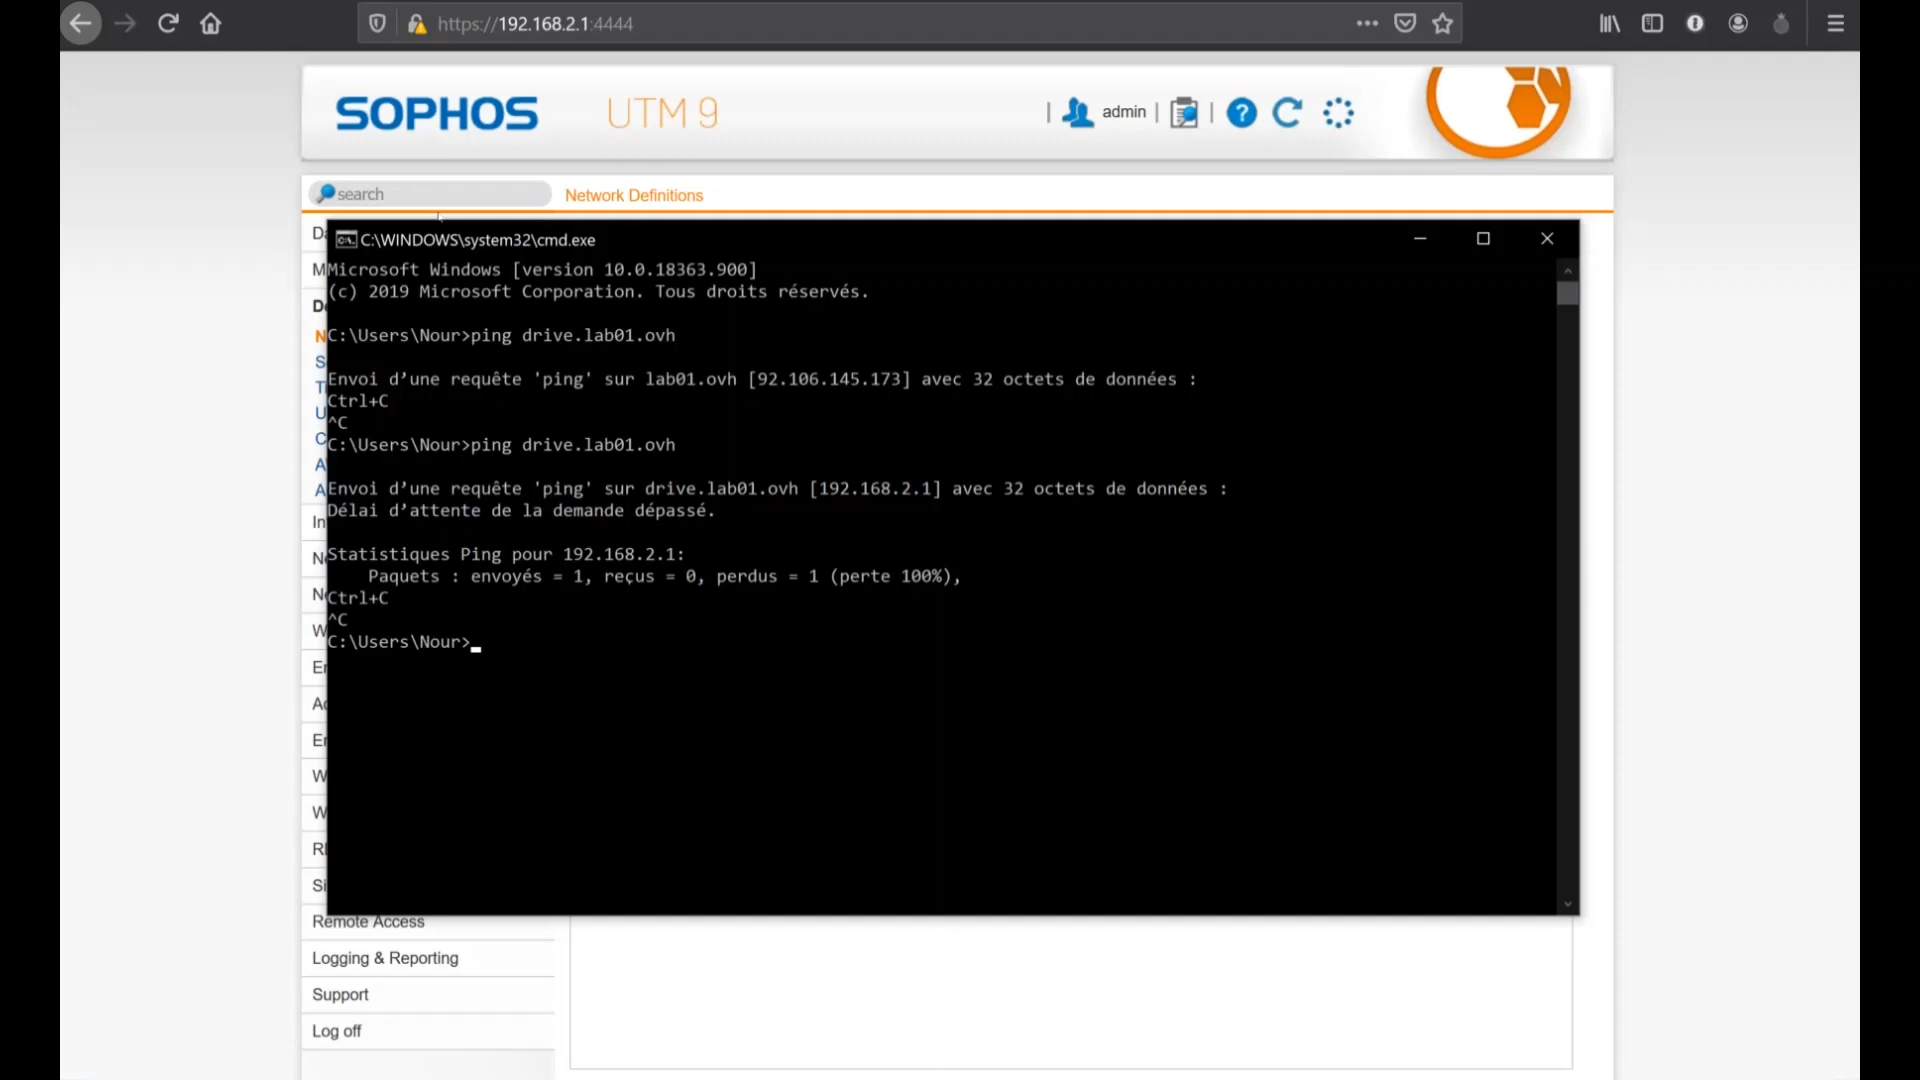 https://192.168.2.1:4444
SOPHOS UTM 9
| admin | | ?
search
Network Definitions
C:\WINDOWS\system32\cmd.exe
Microsoft Windows [version 10.0.18363.900]
(c) 2019 Microsoft Corporation. Tous droits réservés.
C:\Users\Nour>ping drive.lab01.ovh
Envoi d’une requête 'ping' sur lab01.ovh [92.106.145.173] avec 32 octets de données :
Ctrl+C
^C
C:\Users\Nour>ping drive.lab01.ovh
Envoi d’une requête 'ping' sur drive.lab01.ovh [192.168.2.1] avec 32 octets de données :
Délai d’attente de la demande dépassé.
Statistiques Ping pour 192.168.2.1:
Paquets : envoyés = 1, reçus = 0, perdus = 1 (perte 100%),
Ctrl+C
^C
C:\Users\Nour>
Remote Access
Logging & Reporting
Support
Log off